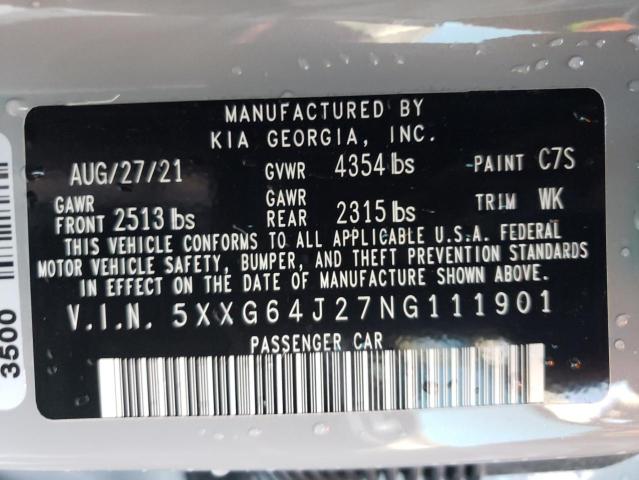 MANUFACTURED BY
KIA GEORGIA, INC.
AUG/27/21 GVWR 4354 lbs PAINT C7S
GAWR FRONT 2513 lbs GAWR REAR 2315 lbs TRIM WK
THIS VEHICLE CONFORMS TO ALL APPLICABLE U.S.A. FEDERAL
MOTOR VEHICLE SAFETY, BUMPER, AND THEFT PREVENTION STANDARDS
IN EFFECT ON THE DATE OF MANUFACTURE SHOWN ABOVE.
V.I.N. 5XXG64J27NG111901
PASSENGER CAR
3500